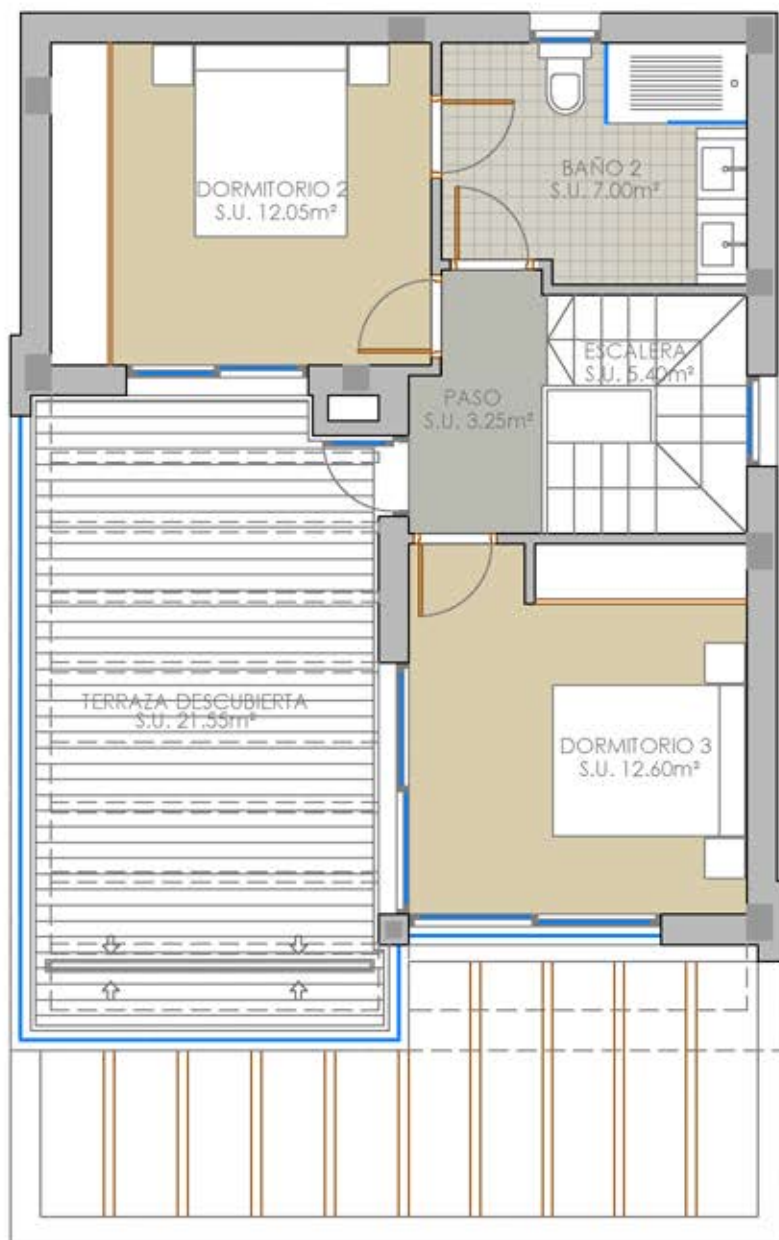 DORMITORIO 2
S.U. 12.05m²
BAÑO 2
S.U. 7.00m²
ESCALERA
S.U. 5.40m²
PASO
S.U. 3.25m²
TERRAZA DESCUBIERTA
S.U. 21.55m²
DORMITORIO 3
S.U. 12.60m²